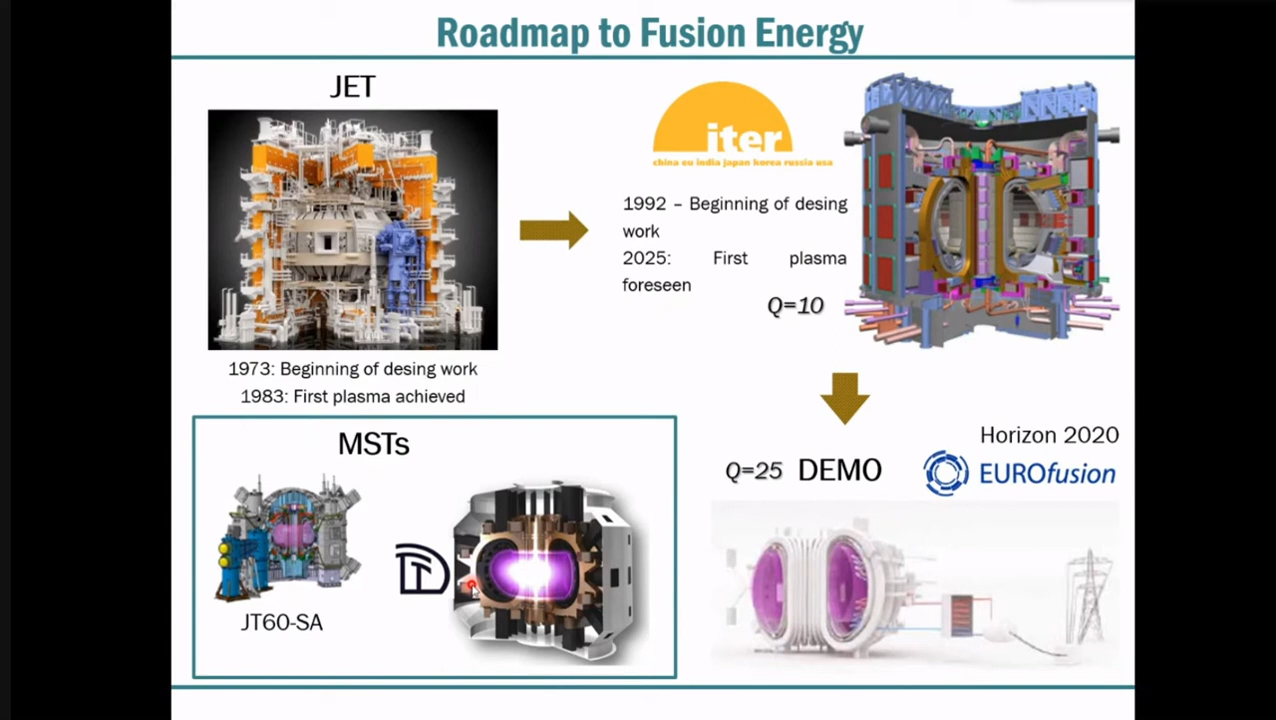 Roadmap to Fusion Energy
JET
1973: Beginning of desing work
1983: First plasma achieved
iter
china eu india japan korea russia usa
1992 – Beginning of desing
work
2025: First plasma
foreseen
Q=10
MSTs
JT60-SA
Horizon 2020
Q=25 DEMO
EUROfusion